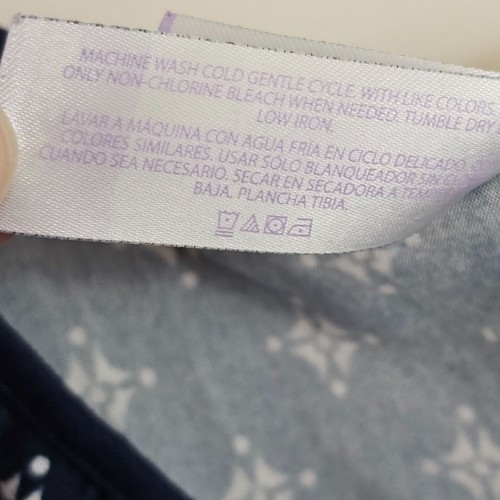 MACHINE WASH COLD GENTLE CYCLE, WITH LIKE COLORS.
ONLY NON-CHLORINE BLEACH WHEN NEEDED. TUMBLE DRY
LOW IRON.
LAVAR A MÁQUINA CON AGUA FRÍA EN CICLO DELICADO
COLORES SIMILARES. USAR SÓLO BLANQUEADOR SIN
CUANDO SEA NECESARIO. SECAR EN SECADORA A
BAJA. PLANCHA TIBIA.